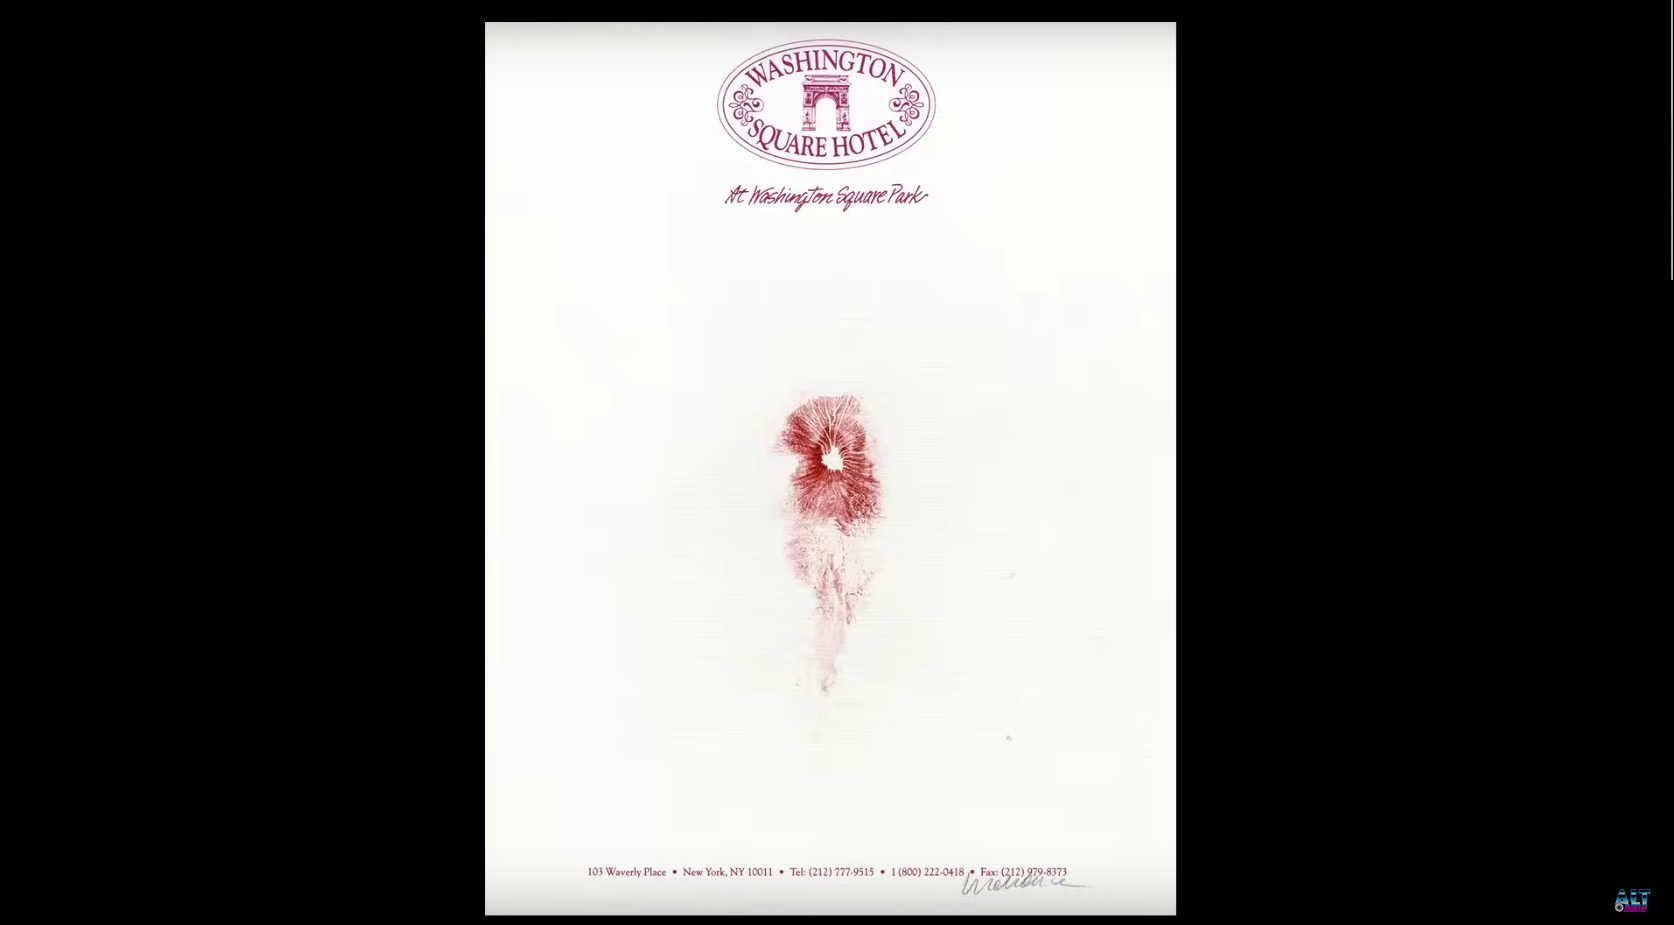 WASHINGTON
SQUARE HOTEL
At Washington Square Park
103 Waverly Place • New York, NY 10011 • Tel: (212) 777-9515 • 1 (800) 222-0418 • Fax: (212) 979-8373
ALT